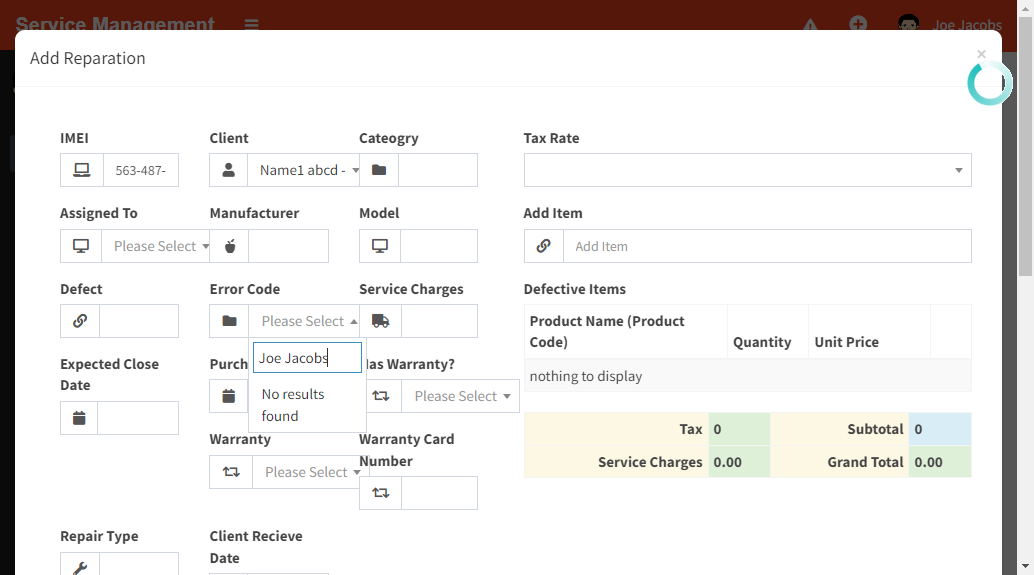 Service Management
Joe Jacobs
Add Reparation
×
IMEI
Client
Cateogry
Tax Rate
563-487-
Name1 abcd -
Assigned To
Manufacturer
Model
Add Item
Please Select
Add Item
Defect
Error Code
Service Charges
Defective Items
Please Select
Product Name (Product
Code)
Quantity
Unit Price
Joe Jacobs
nothing to display
Expected Close
Date
Purch
Has Warranty?
No results
found
Please Select
Tax
0
Subtotal
0
Service Charges
0.00
Grand Total
0.00
Warranty
Warranty Card
Number
Please Select
Repair Type
Client Recieve
Date